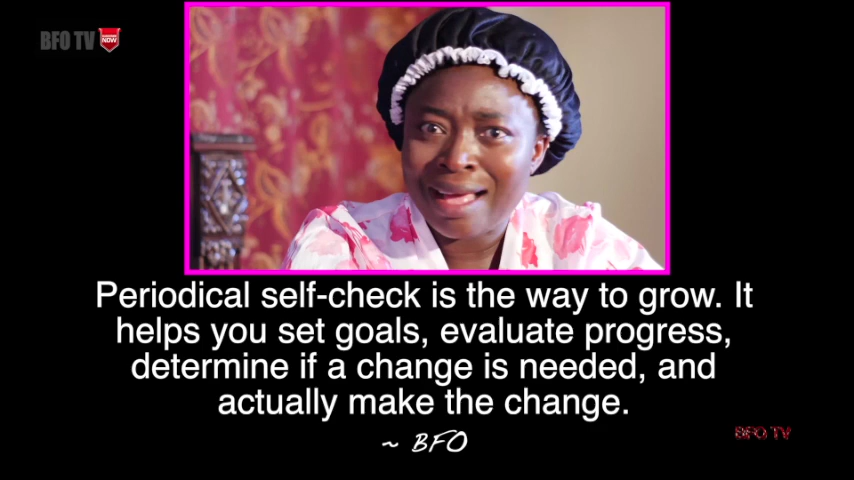 BFO TV
NOW
Periodical self-check is the way to grow. It
helps you set goals, evaluate progress,
determine if a change is needed, and
actually make the change.
~ BFO
BFO TV